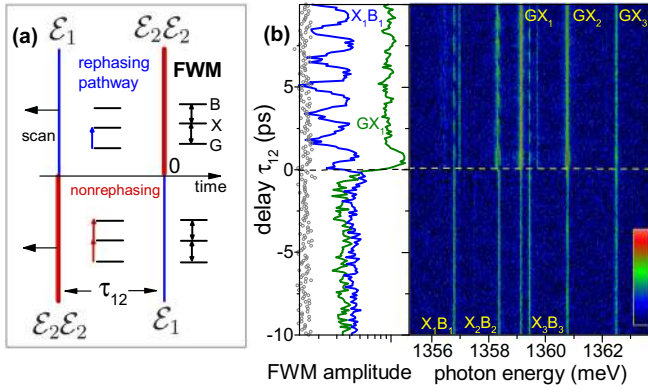 (a)
ℰ₁
ℰ₂ℰ₂
rephasing
pathway
FWM
scan
B
X
G
0
time
nonrephasing
τ₁₂
ℰ₂ℰ₂
ℰ₁
(b)
X₁B₁
GX₁
GX₁
GX₂
GX₃
delay τ₁₂ (ps)
5
0
-5
-10
X₁B₁
X₂B₂
X₃B₃
1356
1358
1360
1362
FWM amplitude
photon energy (meV)